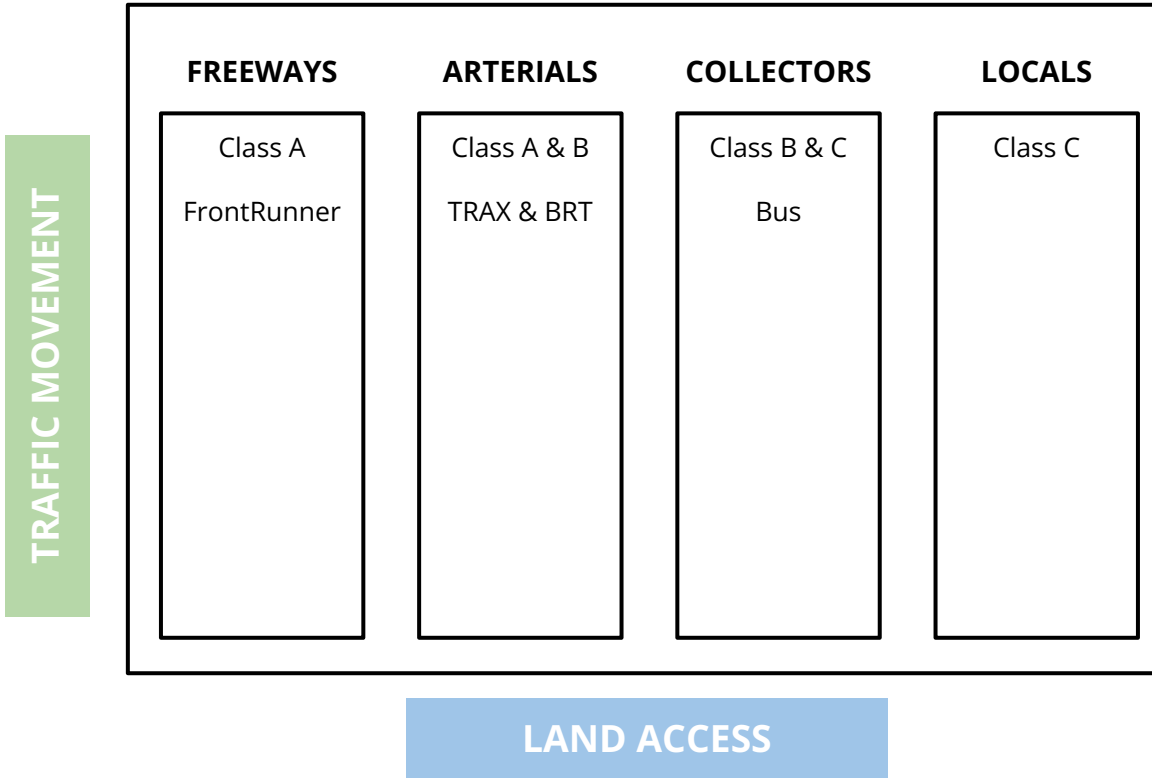 FREEWAYS
ARTERIALS
COLLECTORS
LOCALS
Class A
FrontRunner
Class A & B
TRAX & BRT
Class B & C
Bus
Class C
TRAFFIC MOVEMENT
LAND ACCESS